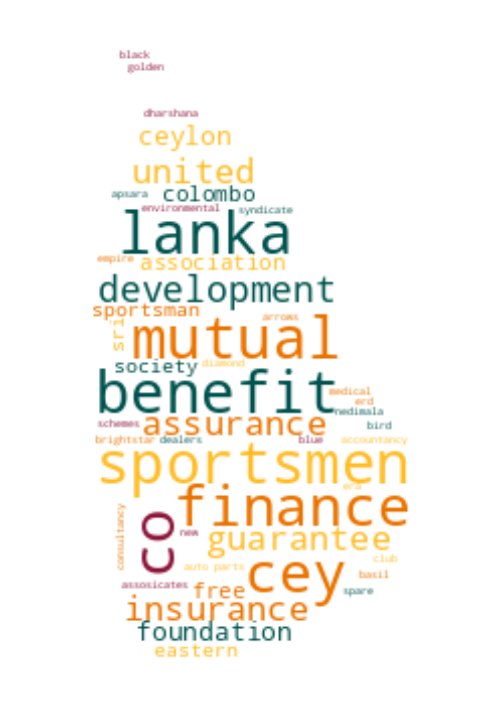 black
golden
dharshana
ceylon
united
apsara colombo
environmental syndicate
lanka
empire association
development
sportsman arrows
sri mutual
society diamond
benefit medical
erd
nedimala
schemes assurance bird
brightstar dealers blue accountancy
sportsmen
era
finance
consultancy co new guarantee
auto parts club
cey basil
assosicates free spare
insurance
foundation
eastern